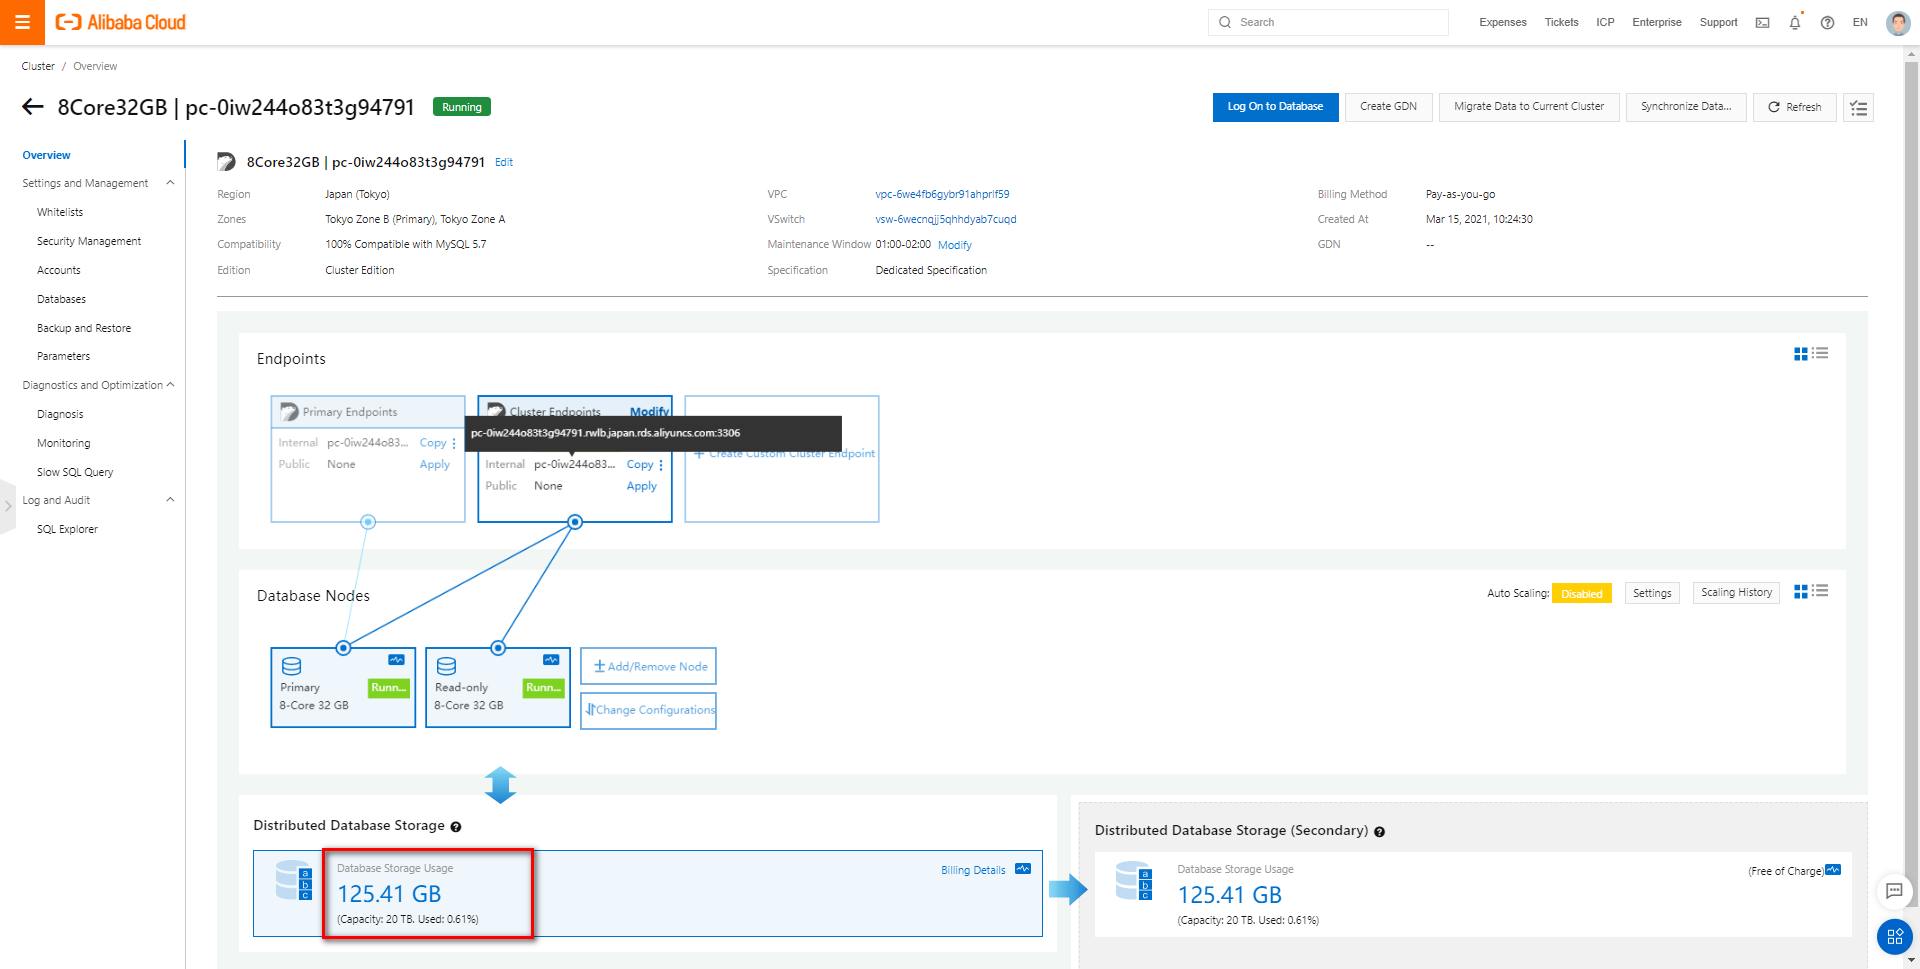 Alibaba Cloud
Search
Expenses
Tickets
ICP
Enterprise
Support
EN
Cluster / Overview
8Core32GB | pc-0iw244o83t3g94791
Running
Log On to Database
Create GDN
Migrate Data to Current Cluster
Synchronize Data...
Refresh
Overview
Settings and Management
Whitelists
Security Management
Accounts
Databases
Backup and Restore
Parameters
Diagnostics and Optimization
Diagnosis
Monitoring
Slow SQL Query
Log and Audit
SQL Explorer
8Core32GB | pc-0iw244o83t3g94791 Edit
Region Japan (Tokyo)
VPC vpc-6we4fb6gybr91ahprlf59
Billing Method Pay-as-you-go
Zones Tokyo Zone B (Primary), Tokyo Zone A
VSwitch vsw-6wecnqjj5qhhdyab7cuqd
Created At Mar 15, 2021, 10:24:30
Compatibility 100% Compatible with MySQL 5.7
Maintenance Window 01:00-02:00 Modify
GDN --
Edition Cluster Edition
Specification Dedicated Specification
Endpoints
Primary Endpoints
Internal pc-0iw244o83... Copy
Public None Apply
Cluster Endpoints Modify
pc-0iw244o83t3g94791.rwlb.japan.rds.aliyuncs.com:3306
Internal pc-0iw244o83... Copy
Public None Apply
Create Custom Cluster Endpoint
Database Nodes
Auto Scaling: Disabled
Settings
Scaling History
Primary
Runn...
8-Core 32 GB
Read-only
Runn...
8-Core 32 GB
Add/Remove Node
Change Configurations
Distributed Database Storage
a
b
c
Database Storage Usage
125.41 GB
(Capacity: 20 TB. Used: 0.61%)
Billing Details
Distributed Database Storage (Secondary)
a
b
c
Database Storage Usage
125.41 GB
(Capacity: 20 TB. Used: 0.61%)
(Free of Charge)